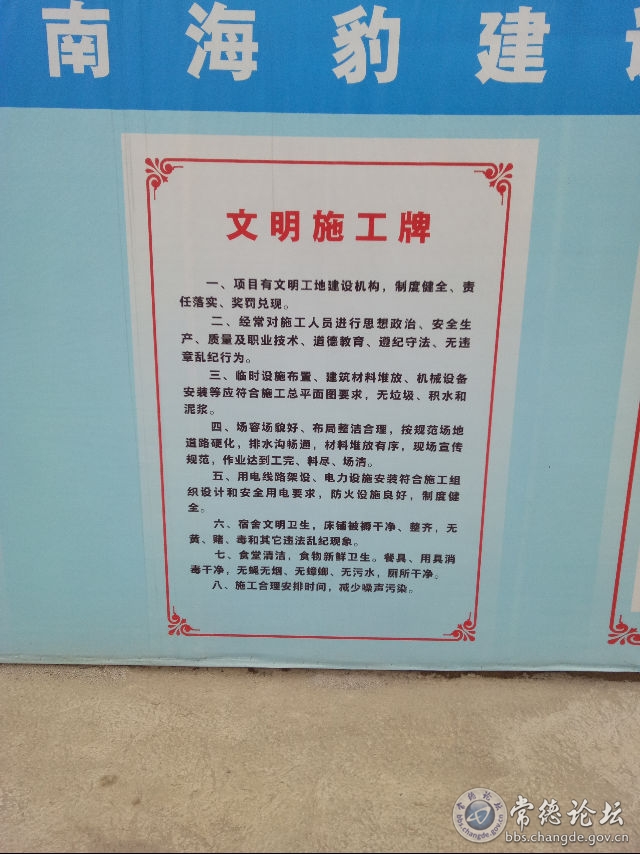 南海豹建设
文明施工牌
一、项目有文明工地建设机构，制度健全、责
任落实、奖罚兑现。
二、经常对施工人员进行思想政治、安全生
产、质量及职业技术、道德教育、遵纪守法、无违
章乱纪行为。
三、临时设施布置、建筑材料堆放、机械设备
安装等应符合施工总平面图要求，无垃圾、积水和
泥浆。
四、场容场貌好、布局整洁合理，按规范场地
道路硬化，排水沟畅通，材料堆放有序，现场宣传
规范，作业达到工完、料尽、场清。
五、用电线路架设、电力设施安装符合施工组
织设计和安全用电要求，防火设施良好，制度健
全。
六、宿舍文明卫生，床铺被褥干净、整齐，无
黄、赌、毒和其它违法乱纪现象。
七、食堂清洁，食物新鲜卫生。餐具、用具消
毒干净，无蝇无烟、无蟑螂、无污水，厕所干净。
八、施工合理安排时间，减少噪声污染。
常德论坛
bbs.changde.gov.cn